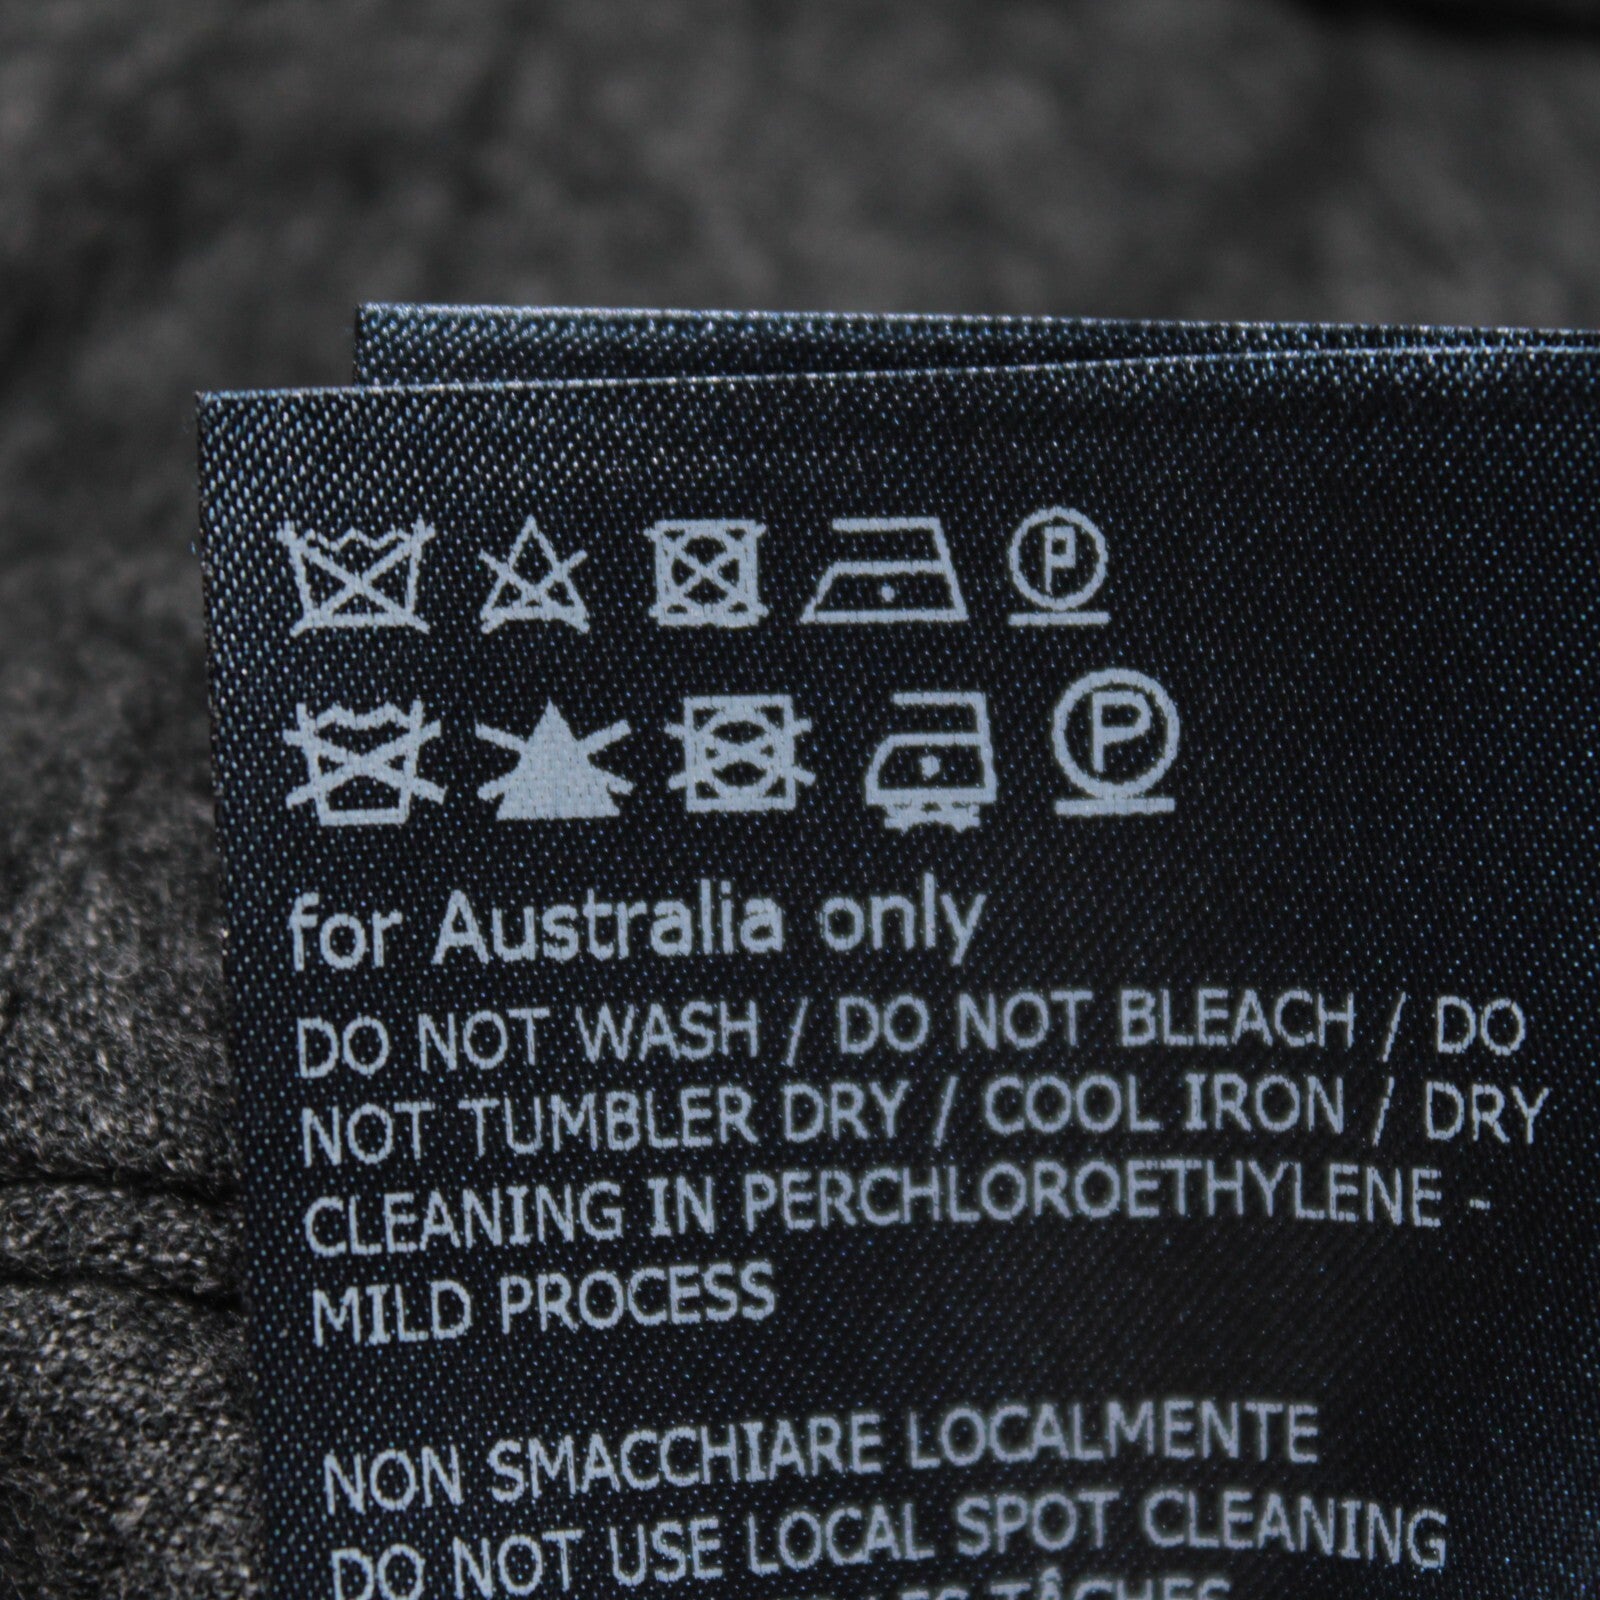 P
P
for Australia only
DO NOT WASH / DO NOT BLEACH / DO
NOT TUMBLER DRY / COOL IRON / DRY
CLEANING IN PERCHLOROETHYLENE -
MILD PROCESS
NON SMACCHIARE LOCALMENTE
DO NOT USE LOCAL SPOT CLEANING
TÂCHES